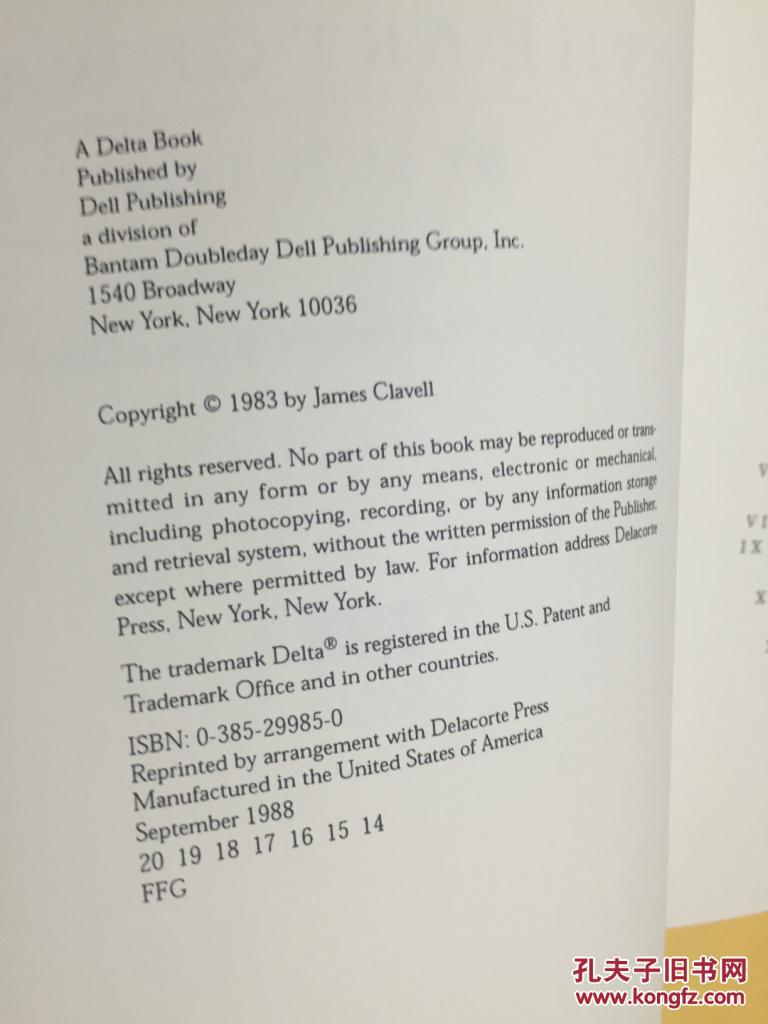 A Delta Book
Published by
Dell Publishing
a division of
Bantam Doubleday Dell Publishing Group, Inc.
1540 Broadway
New York, New York 10036
Copyright © 1983 by James Clavell
All rights reserved. No part of this book may be reproduced or trans-
mitted in any form or by any means, electronic or mechanical,
including photocopying, recording, or by any information storage
and retrieval system, without the written permission of the Publisher,
except where permitted by law. For information address Delacorte
Press, New York, New York.
The trademark Delta® is registered in the U.S. Patent and
Trademark Office and in other countries.
ISBN: 0-385-29985-0
Reprinted by arrangement with Delacorte Press
Manufactured in the United States of America
September 1988
20 19 18 17 16 15 14
FFG
IX
孔夫子旧书网
www.kongfz.com